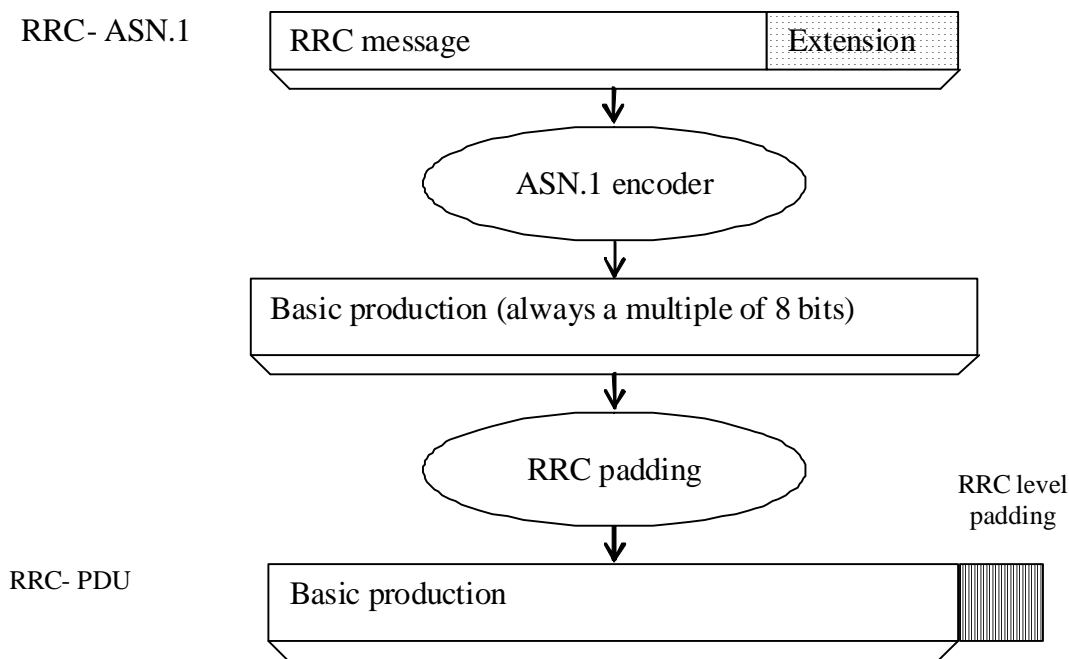 RRC- ASN.1
RRC message
Extension
ASN.1 encoder
Basic production (always a multiple of 8 bits)
RRC padding
RRC level
padding
RRC- PDU
Basic production